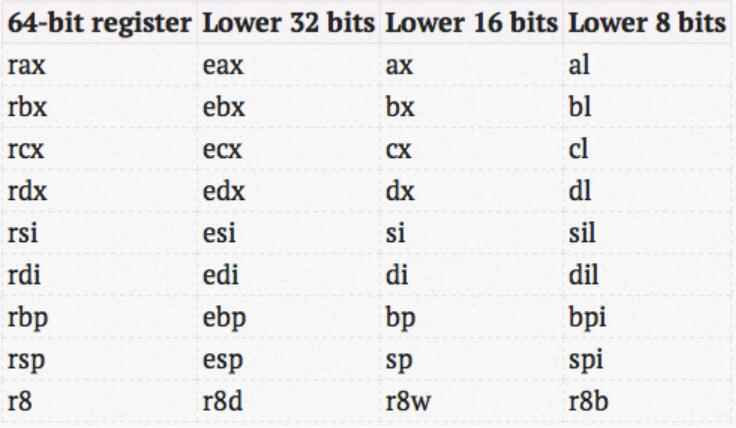 64-bit register Lower 32 bits Lower 16 bits Lower 8 bits
rax eax ax al
rbx ebx bx bl
rcx ecx cx cl
rdx edx dx dl
rsi esi si sil
rdi edi di dil
rbp ebp bp bpi
rsp esp sp spi
r8 r8d r8w r8b